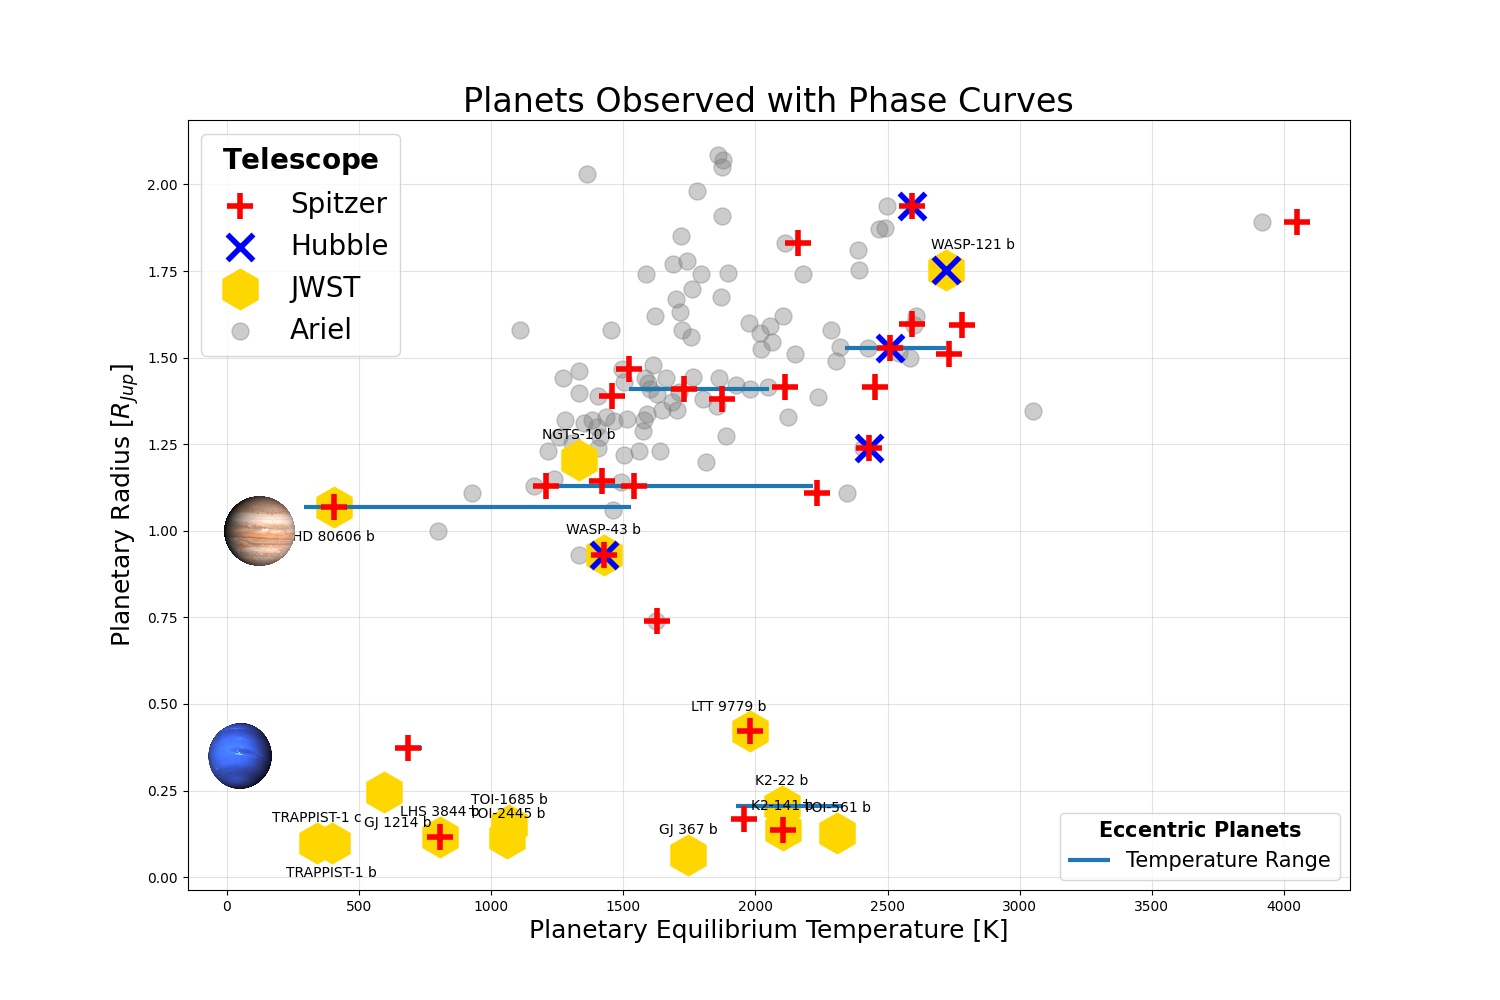 Planets Observed with Phase Curves
Telescope
Spitzer
Hubble
JWST
Ariel
WASP-121 b
NGTS-10 b
HD 80606 b
WASP-43 b
LTT 9779 b
K2-22 b
K2-141 b
TOI-561 b
TOI-1685 b
LHS 3844 b
TOI-2445 b
TRAPPIST-1 c
GJ 1214 b
GJ 367 b
TRAPPIST-1 b
Eccentric Planets
Temperature Range
2.00
1.75
1.50
1.25
1.00
0.75
0.50
0.25
0.00
Planetary Radius [R_Jup]
0
500
1000
1500
2000
2500
3000
3500
4000
Planetary Equilibrium Temperature [K]